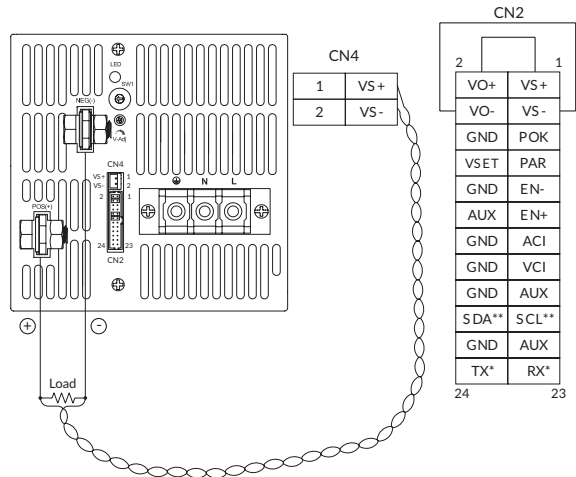 CN2
2 1
VO+ VS+
VO- VS-
GND POK
VSET PAR
GND EN-
AUX EN+
GND ACI
GND VCI
GND AUX
SDA** SCL**
GND AUX
TX* RX*
24 23
CN4
1 VS+
2 VS-
LED
SW1
NEG(-)
V-Adj
CN4
VS+ 1
VS- 2
2 1
N L
POS(+)
24 23
CN2
+ -
Load